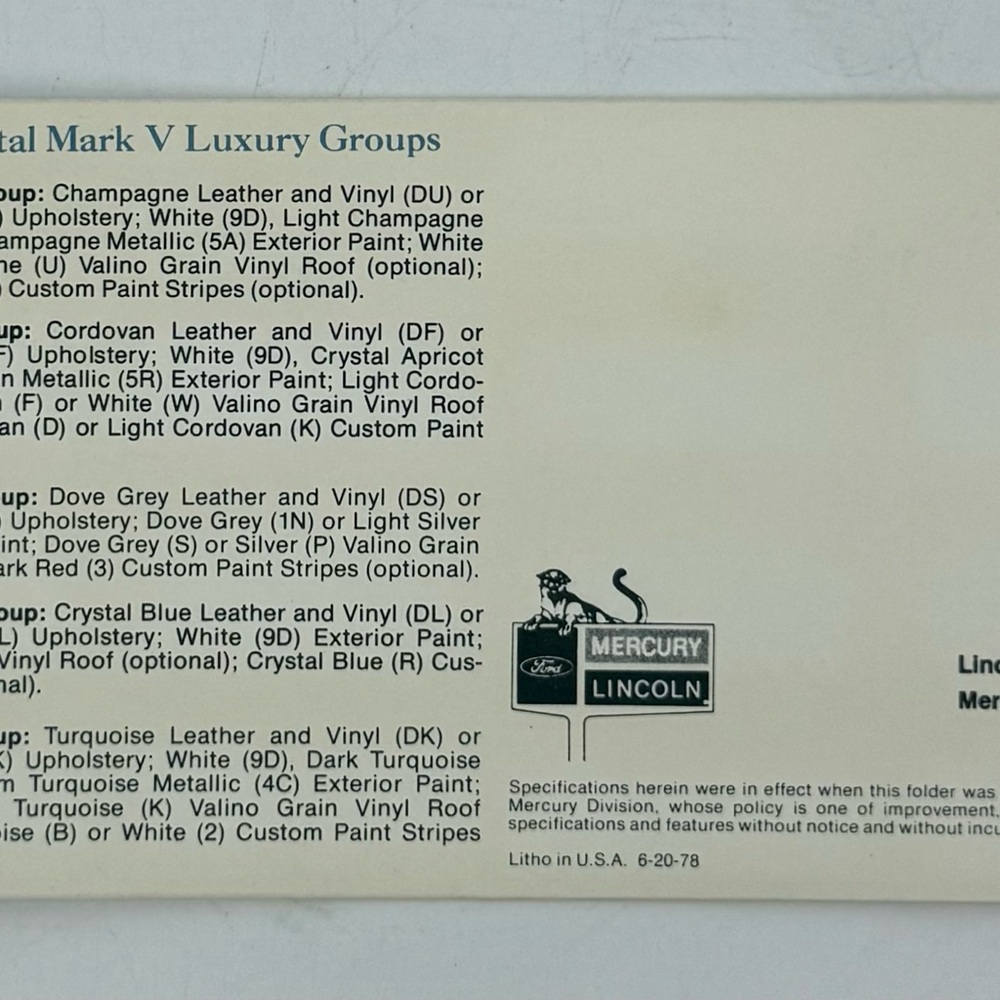 tal Mark V Luxury Groups
oup: Champagne Leather and Vinyl (DU) or
) Upholstery; White (9D), Light Champagne
ampagne Metallic (5A) Exterior Paint; White
ne (U) Valino Grain Vinyl Roof (optional);
) Custom Paint Stripes (optional).
up: Cordovan Leather and Vinyl (DF) or
F) Upholstery; White (9D), Crystal Apricot
n Metallic (5R) Exterior Paint; Light Cordo-
(F) or White (W) Valino Grain Vinyl Roof
an (D) or Light Cordovan (K) Custom Paint
up: Dove Grey Leather and Vinyl (DS) or
) Upholstery; Dove Grey (1N) or Light Silver
int; Dove Grey (S) or Silver (P) Valino Grain
ark Red (3) Custom Paint Stripes (optional).
oup: Crystal Blue Leather and Vinyl (DL) or
L) Upholstery; White (9D) Exterior Paint;
Vinyl Roof (optional); Crystal Blue (R) Cus-
nal).
up: Turquoise Leather and Vinyl (DK) or
K) Upholstery; White (9D), Dark Turquoise
m Turquoise Metallic (4C) Exterior Paint;
Turquoise (K) Valino Grain Vinyl Roof
oise (B) or White (2) Custom Paint Stripes
Ford
MERCURY
LINCOLN
Linc
Mer
Specifications herein were in effect when this folder was
Mercury Division, whose policy is one of improvement,
specifications and features without notice and without incu
Litho in U.S.A. 6-20-78